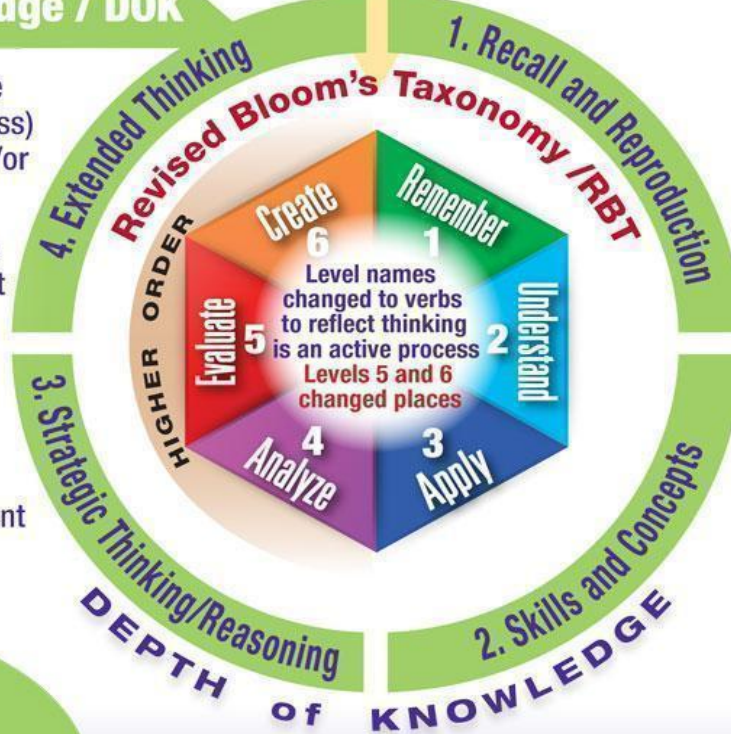 dge / DOK
ss)
/or
t
nt
1. Recall and Reproduction
2. Skills and Concepts
3. Strategic Thinking/Reasoning
4. Extended Thinking
Revised Bloom's Taxonomy /RBT
HIGHER ORDER
Remember
1
Understand
2
Apply
3
Analyze
4
Evaluate
5
Create
6
Level names
changed to verbs
to reflect thinking
is an active process
Levels 5 and 6
changed places
DEPTH of KNOWLEDGE